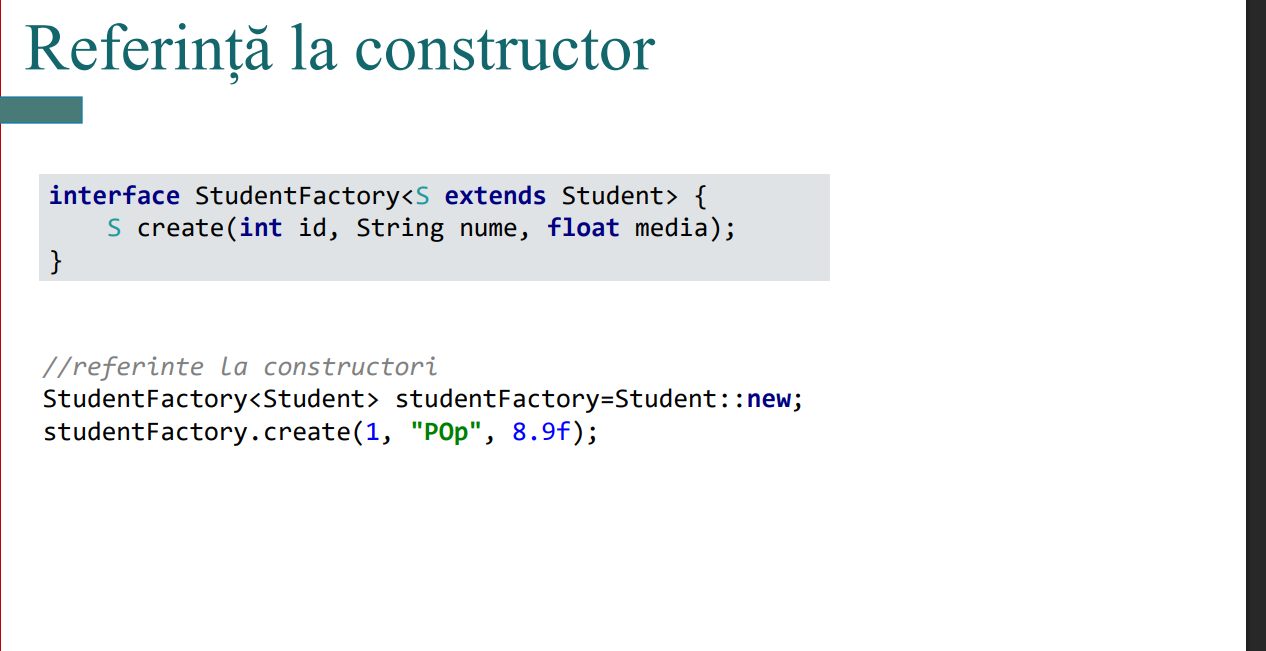 Referință la constructor
interface StudentFactory<S extends Student> {
S create(int id, String nume, float media);
}
//referinte la constructori
StudentFactory<Student> studentFactory=Student::new;
studentFactory.create(1, "POp", 8.9f);